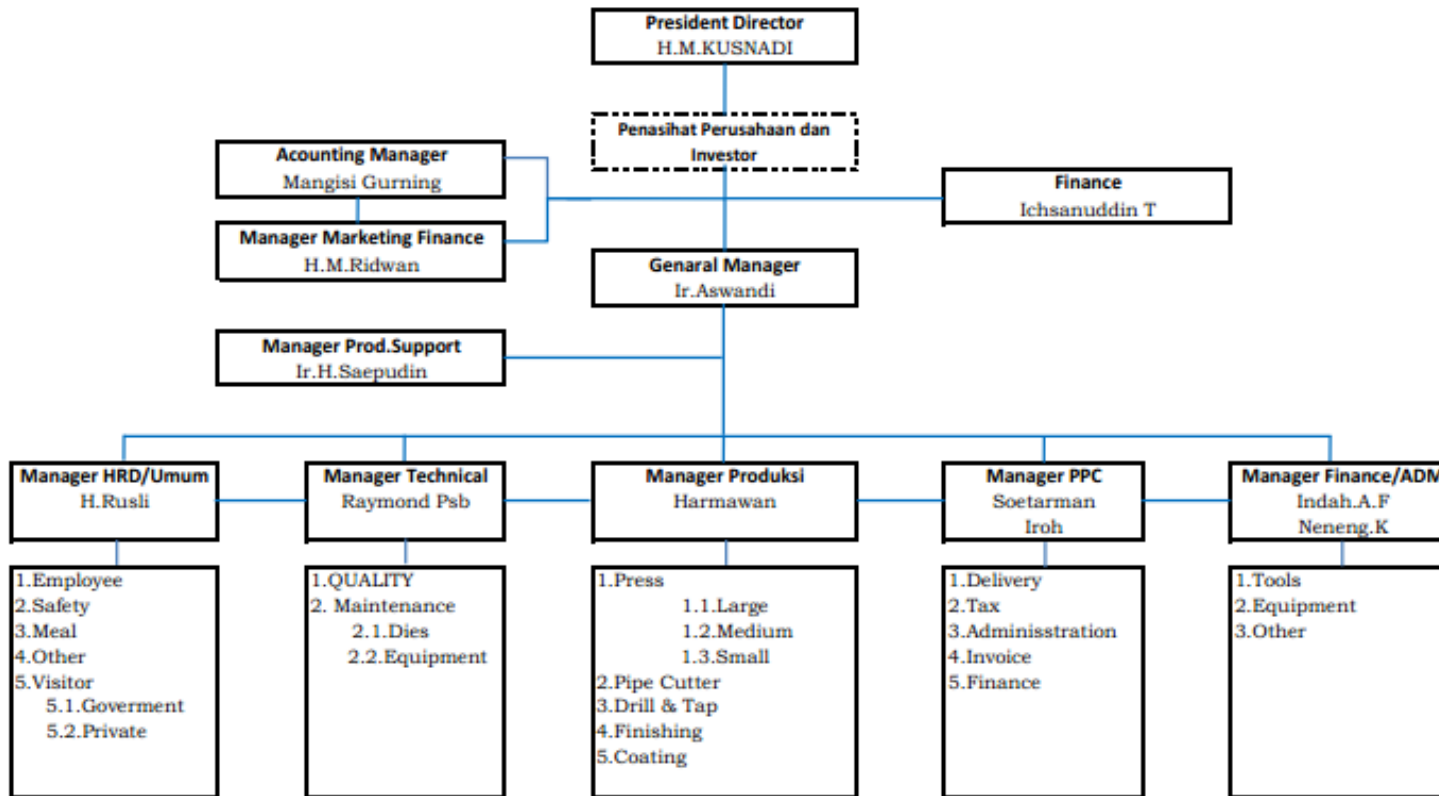 President Director
H.M.KUSNADI
Penasihat Perusahaan dan
Investor
Acounting Manager
Mangisi Gurning
Finance
Ichsanuddin T
Manager Marketing Finance
H.M.Ridwan
Genaral Manager
Ir.Aswandi
Manager Prod.Support
Ir.H.Saepudin
Manager HRD/Umum
H.Rusli
Manager Technical
Raymond Psb
Manager Produksi
Harmawan
Manager PPC
Soetarman
Iroh
Manager Finance/ADM
Indah.A.F
Neneng.K
1.Employee
2.Safety
3.Meal
4.Other
5.Visitor
5.1.Goverment
5.2.Private
1.QUALITY
2. Maintenance
2.1.Dies
2.2.Equipment
1.Press
1.1.Large
1.2.Medium
1.3.Small
2.Pipe Cutter
3.Drill & Tap
4.Finishing
5.Coating
1.Delivery
2.Tax
3.Adminisstration
4.Invoice
5.Finance
1.Tools
2.Equipment
3.Other